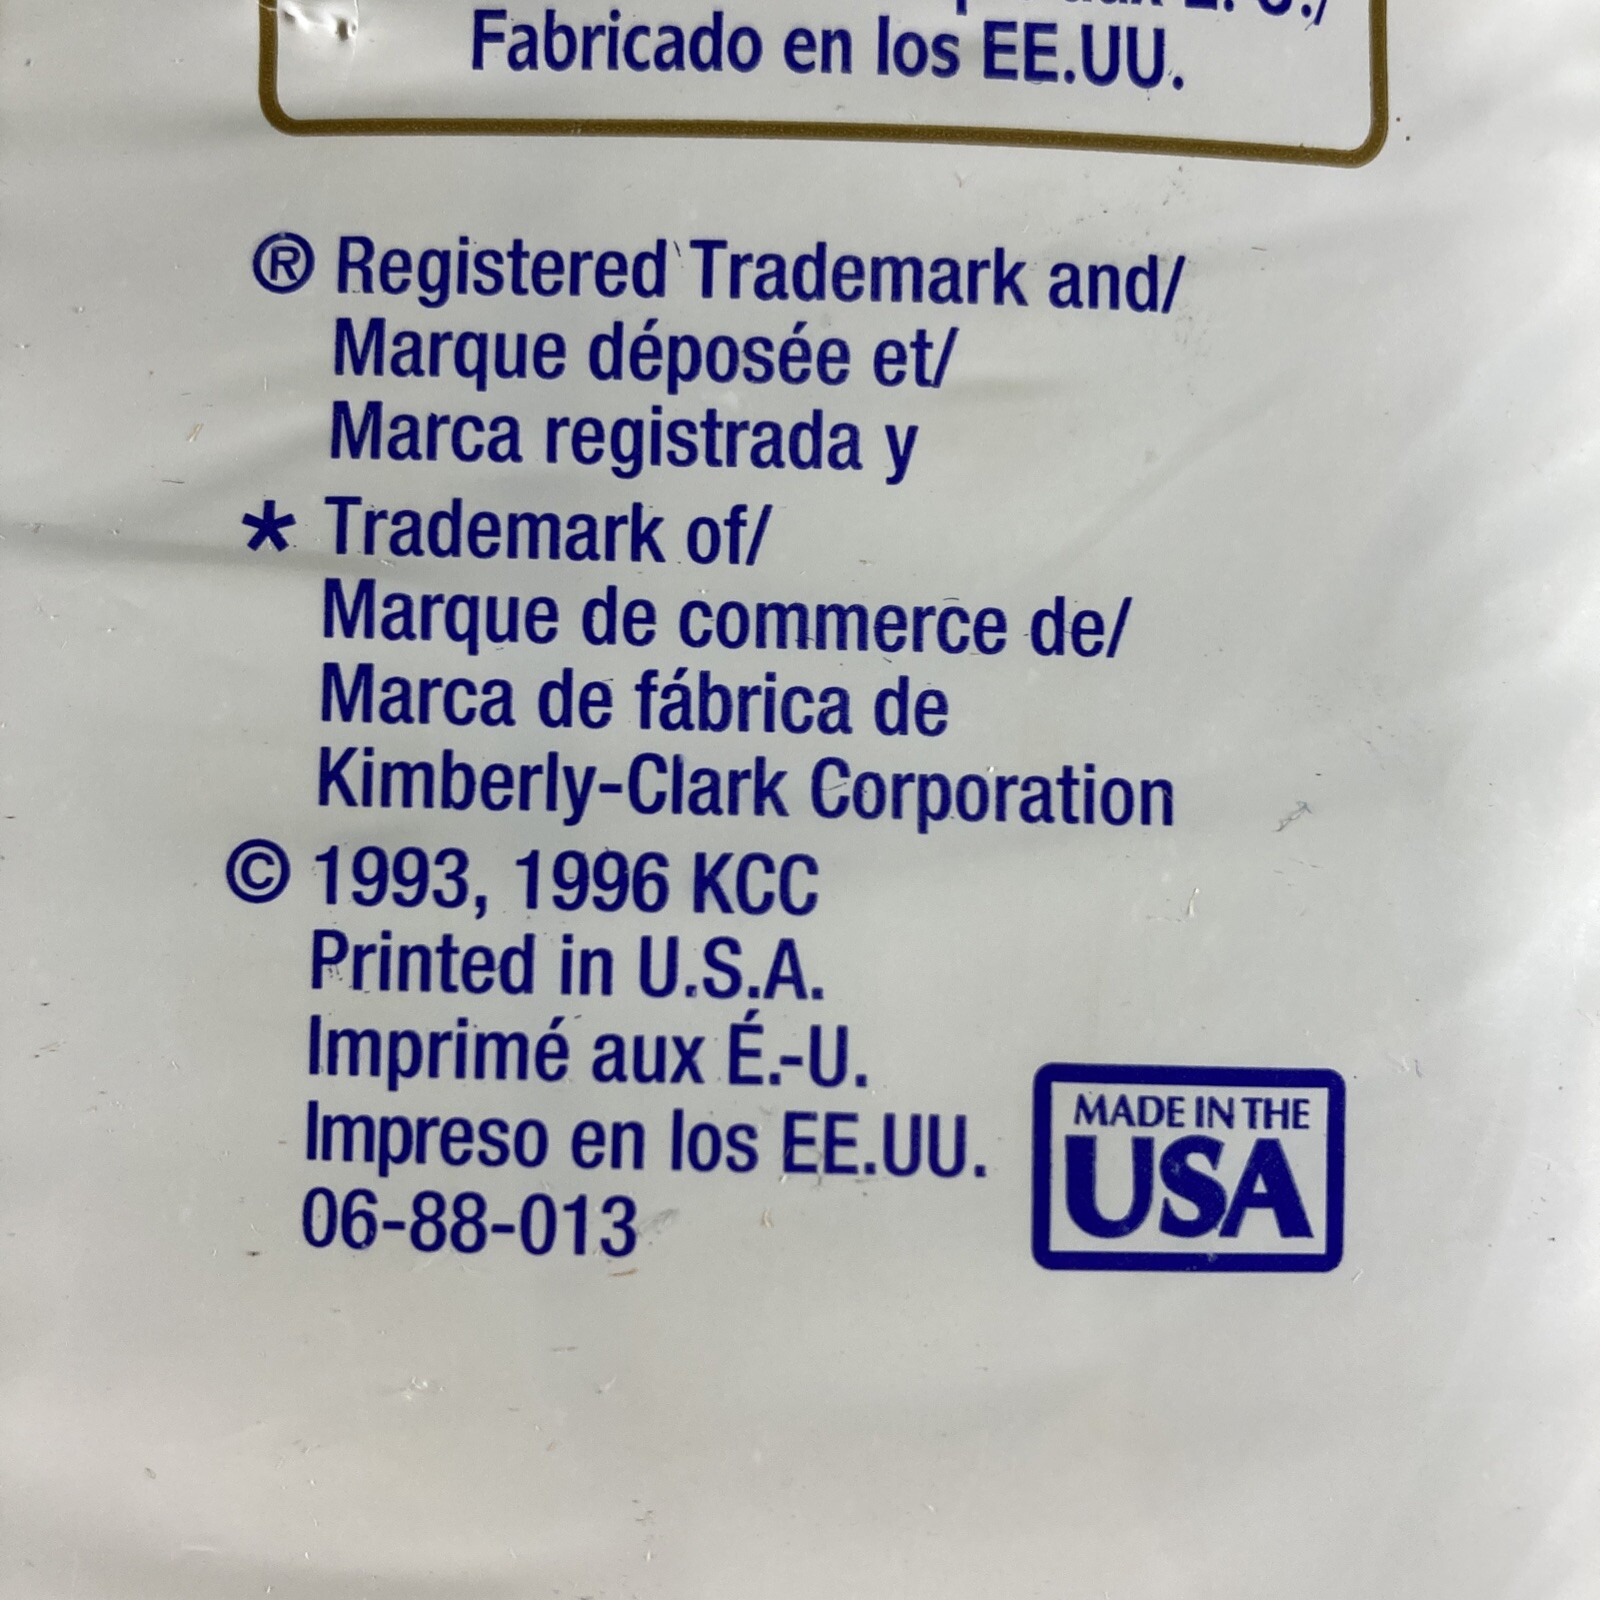 Fabricado en los EE.UU.
® Registered Trademark and/
Marque déposée et/
Marca registrada y
* Trademark of/
Marque de commerce de/
Marca de fábrica de
Kimberly-Clark Corporation
© 1993, 1996 KCC
Printed in U.S.A.
Imprimé aux É.-U.
Impreso en los EE.UU.
06-88-013
MADE IN THE
USA